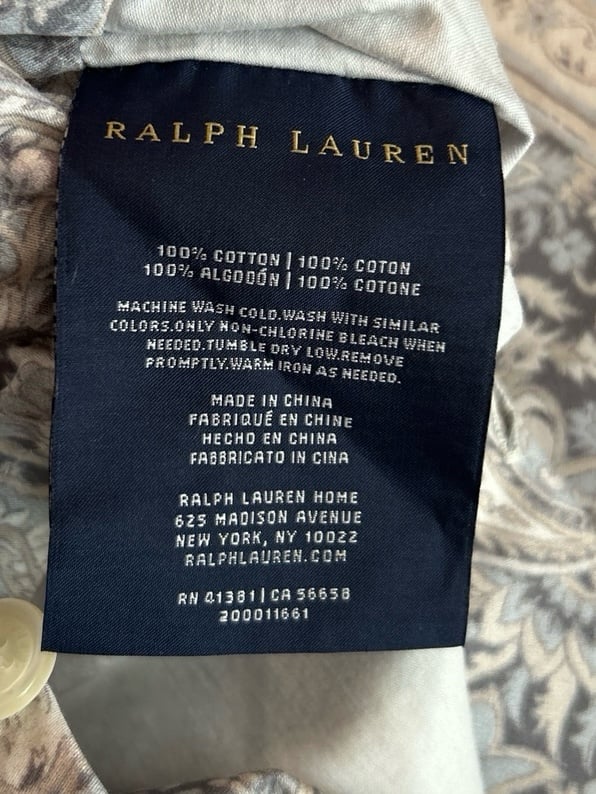 RALPH LAUREN
100% COTTON | 100% COTON
100% ALGODÓN | 100% COTONE
MACHINE WASH COLD.WASH WITH SIMILAR
COLORS.ONLY NON-CHLORINE BLEACH WHEN
NEEDED.TUMBLE DRY LOW.REMOVE
PROMPTLY.WARM IRON AS NEEDED.
MADE IN CHINA
FABRIQUÉ EN CHINE
HECHO EN CHINA
FABBRICATO IN CINA
RALPH LAUREN HOME
625 MADISON AVENUE
NEW YORK, NY 10022
RALPHLAUREN.COM
RN 41381 | CA 56658
200011661